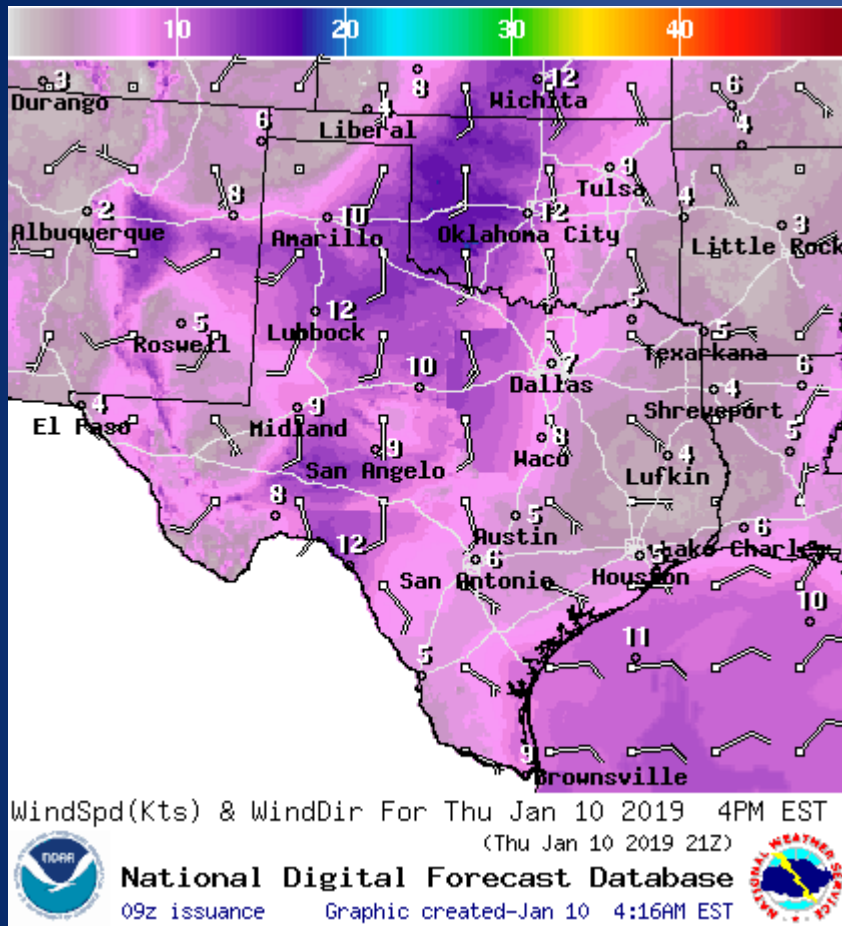 10 20 30 40
3 8 12 6
Durango Wichita
4
Liberal
6 4
9
Tulsa
2 8 10 12 4 3
Albuquerque Amarillo Oklahoma City Little Rock
5 12 5 5
Roswell Lubbock Texarkana
7
10 Dallas 6
4 9 4
El Paso Midland Shreveport
9 8 5
San Angelo Waco 4
Lufkin
8 5 6
Austin Lake Charles
12 6 5
San Antonio Houston
10
5 11
9
Brownsville
WindSpd(Kts) & WindDir For Thu Jan 10 2019 4PM EST
(Thu Jan 10 2019 21Z)
NOAA
National Digital Forecast Database
09z issuance Graphic created-Jan 10 4:16AM EST
NATIONAL WEATHER SERVICE